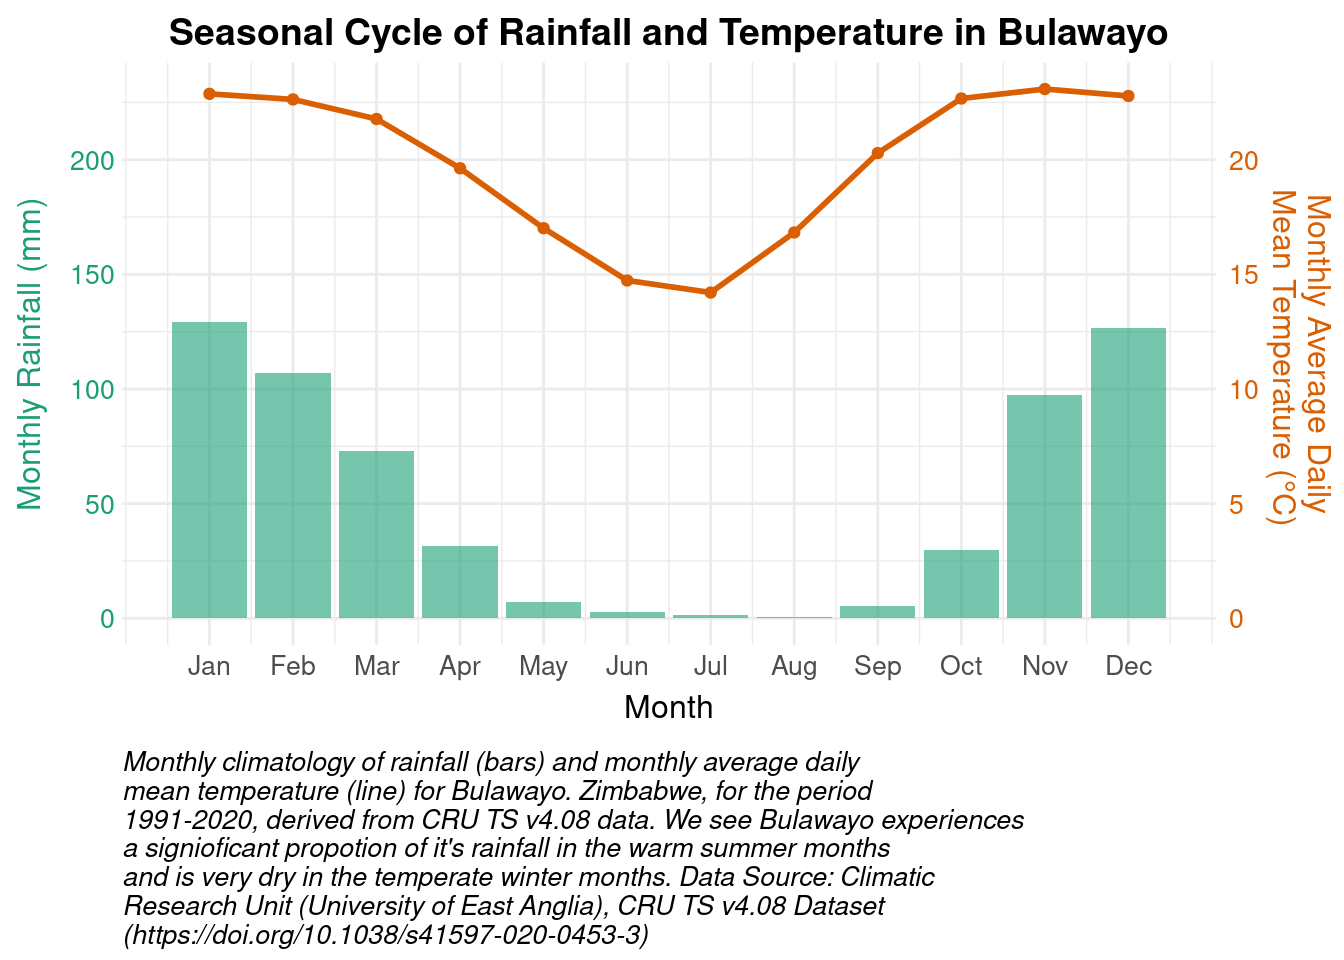 Seasonal Cycle of Rainfall and Temperature in Bulawayo
Monthly Rainfall (mm)
200
150
100
50
0
20
15
10
5
0
Monthly Average Daily
Mean Temperature (°C)
Jan Feb Mar Apr May Jun Jul Aug Sep Oct Nov Dec
Month
Monthly climatology of rainfall (bars) and monthly average daily
mean temperature (line) for Bulawayo. Zimbabwe, for the period
1991-2020, derived from CRU TS v4.08 data. We see Bulawayo experiences
a signioficant propotion of it's rainfall in the warm summer months
and is very dry in the temperate winter months. Data Source: Climatic
Research Unit (University of East Anglia), CRU TS v4.08 Dataset
(https://doi.org/10.1038/s41597-020-0453-3)